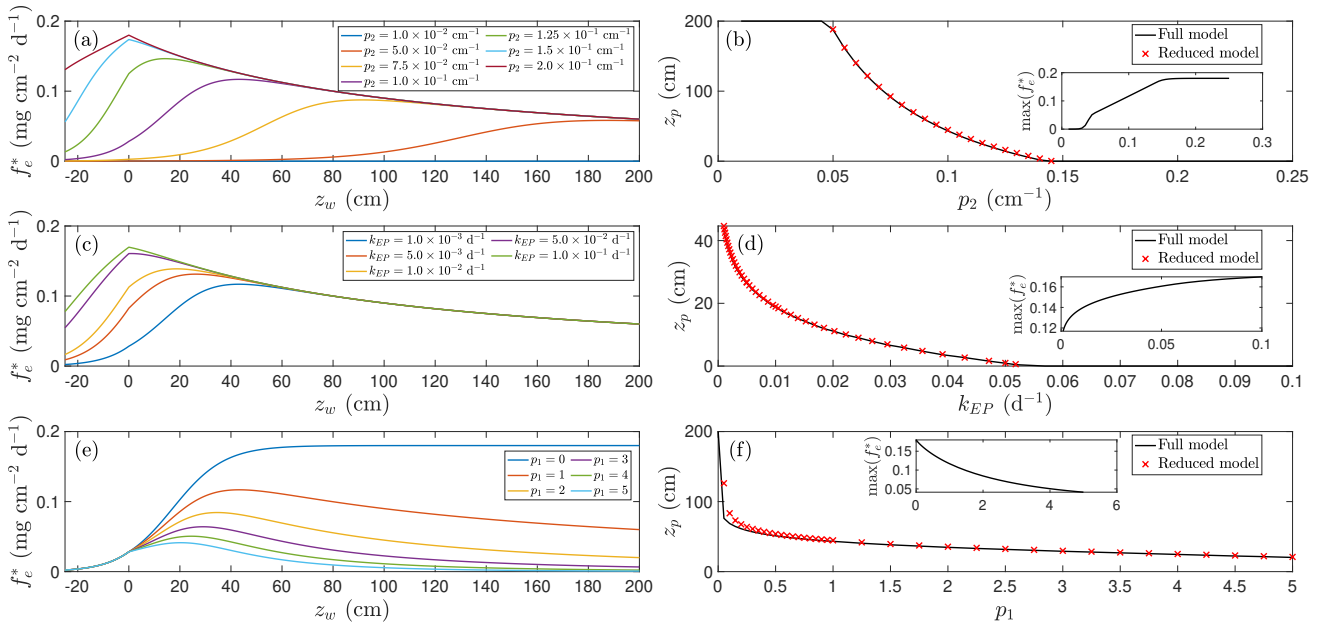 (a)
f*e (mg cm−2 d−1)
0.2
0.1
0
p2 = 1.0 × 10−2 cm−1
p2 = 5.0 × 10−2 cm−1
p2 = 7.5 × 10−2 cm−1
p2 = 1.0 × 10−1 cm−1
p2 = 1.25 × 10−1 cm−1
p2 = 1.5 × 10−1 cm−1
p2 = 2.0 × 10−1 cm−1
-20 0 20 40 60 80 100 120 140 160 180 200
zw (cm)
(b)
zp (cm)
200
100
0
Full model
Reduced model
max(f*e)
0.2
0.1
0
0 0.1 0.2 0.3
0 0.05 0.1 0.15 0.2 0.25
p2 (cm−1)
(c)
f*e (mg cm−2 d−1)
0.2
0.1
0
kEP = 1.0 × 10−3 d−1
kEP = 5.0 × 10−3 d−1
kEP = 1.0 × 10−2 d−1
kEP = 5.0 × 10−2 d−1
kEP = 1.0 × 10−1 d−1
-20 0 20 40 60 80 100 120 140 160 180 200
zw (cm)
(d)
zp (cm)
40
20
0
Full model
Reduced model
max(f*e)
0.16
0.14
0.12
0 0.05 0.1
0 0.01 0.02 0.03 0.04 0.05 0.06 0.07 0.08 0.09 0.1
kEP (d−1)
(e)
f*e (mg cm−2 d−1)
0.2
0.1
0
p1 = 0
p1 = 1
p1 = 2
p1 = 3
p1 = 4
p1 = 5
-20 0 20 40 60 80 100 120 140 160 180 200
zw (cm)
(f)
zp (cm)
200
100
0
max(f*e)
0.15
0.1
0.05
0 2 4 6
Full model
Reduced model
0 0.5 1 1.5 2 2.5 3 3.5 4 4.5 5
p1